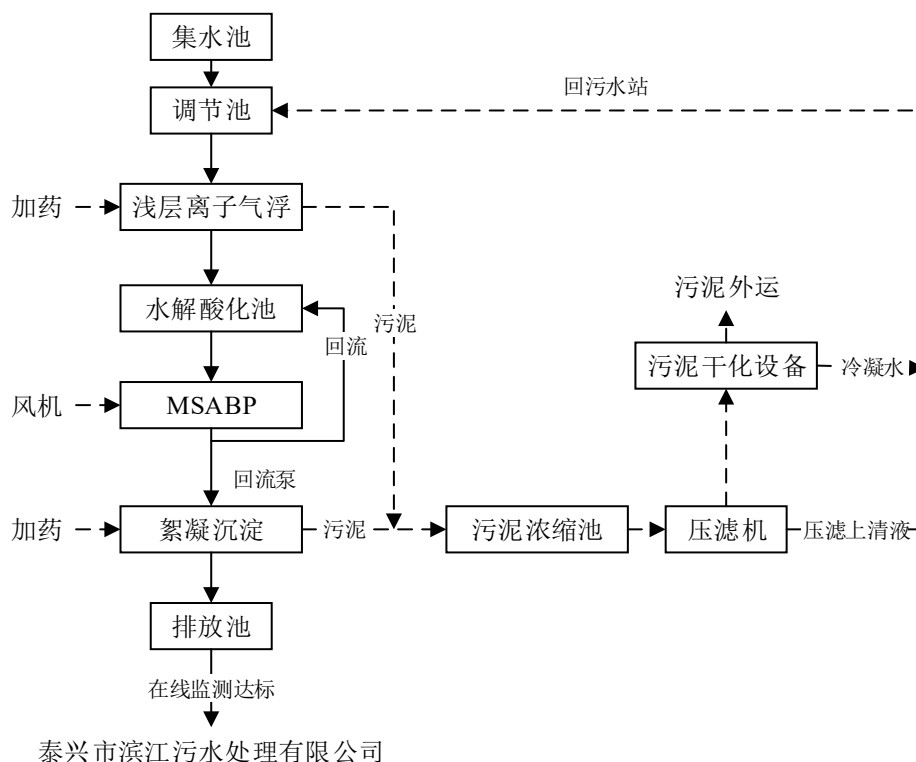 集水池
回污水站
调节池
加药
浅层离子气浮
污泥外运
水解酸化池
污泥
回流
污泥干化设备
冷凝水
风机
MSABP
回流泵
加药
絮凝沉淀
污泥
污泥浓缩池
压滤机
压滤上清液
排放池
在线监测达标
泰兴市滨江污水处理有限公司